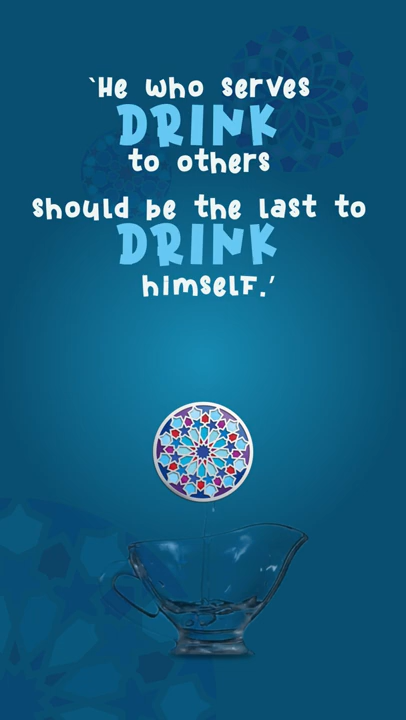 'He who serves
DRINK
to others
should be the last to
DRINK
himself.'